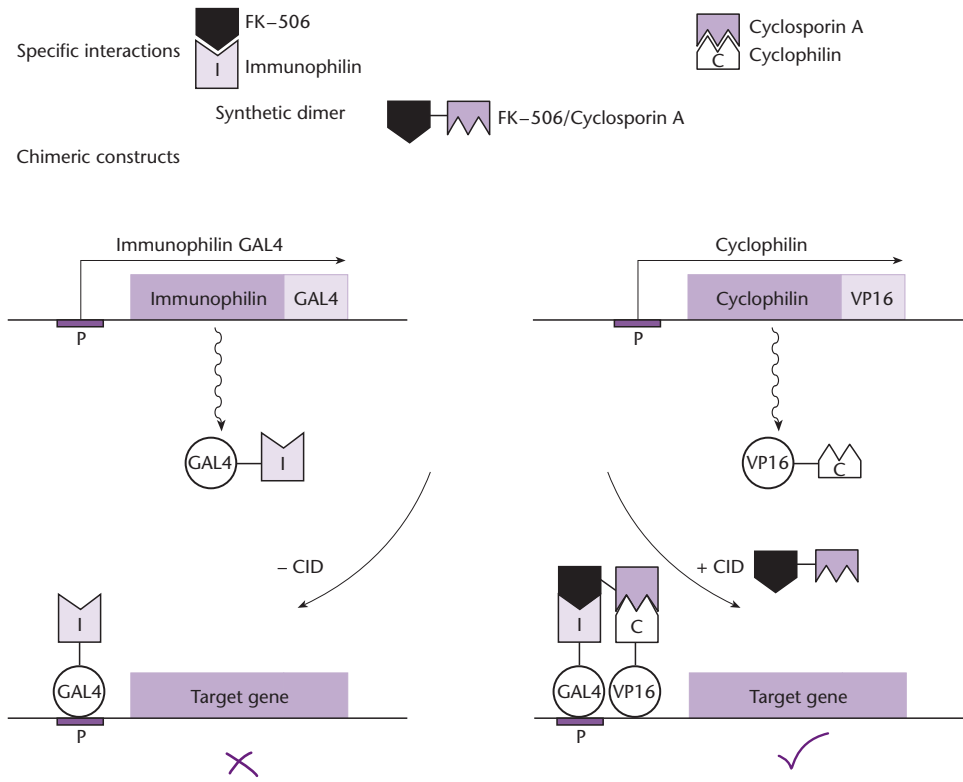 FK–506
Cyclosporin A
Specific interactions
Cyclophilin
I
Immunophilin
C
Synthetic dimer
FK–506/Cyclosporin A
Chimeric constructs
Immunophilin GAL4
Cyclophilin
Immunophilin
GAL4
Cyclophilin
VP16
P
P
GAL4
I
VP16
C
– CID
+ CID
I
I
C
GAL4
Target gene
GAL4
VP16
Target gene
P
P